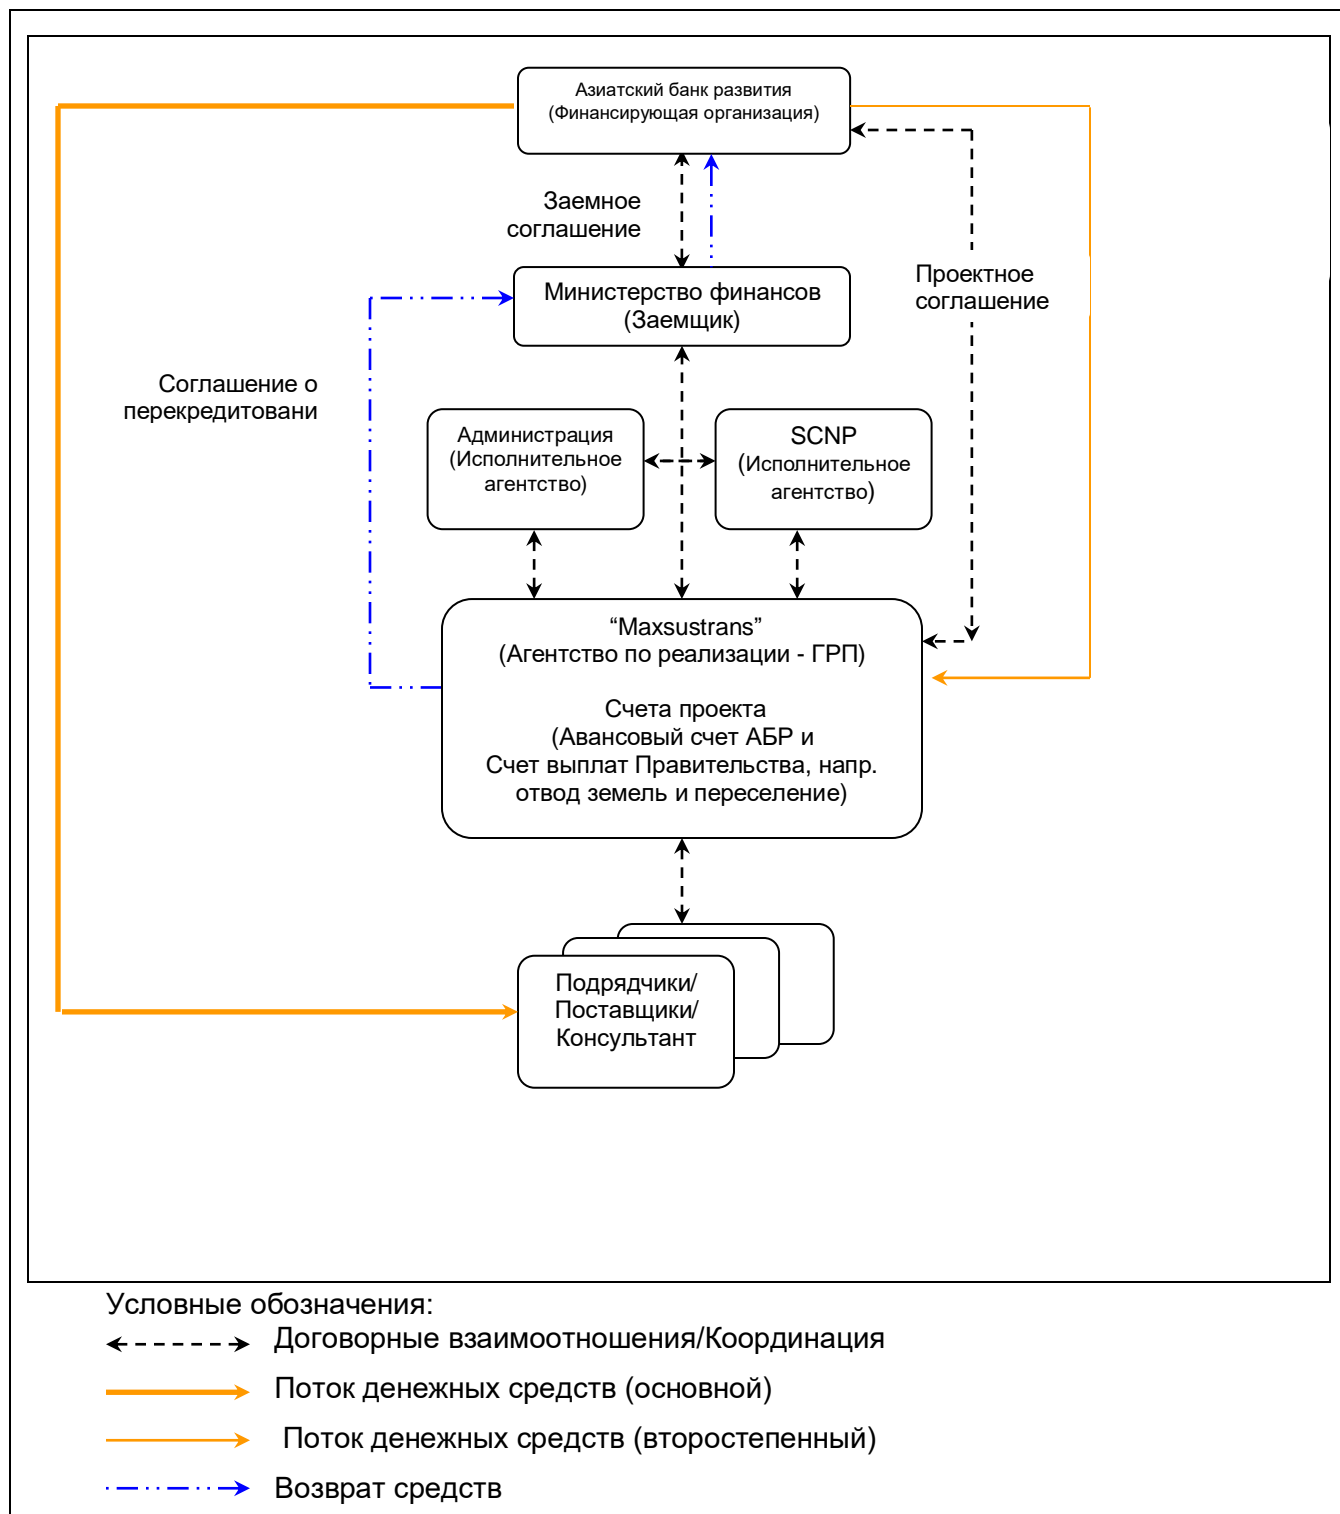 Азиатский банк развития
(Финансирующая организация)
Заемное
соглашение
Проектное
соглашение
Министерство финансов
(Заемщик)
Соглашение о
перекредитовани
Администрация
(Исполнительное
агентство)
SCNP
(Исполнительное
агентство)
“Maxsustrans”
(Агентство по реализации - ГРП)
Счета проекта
(Авансовый счет АБР и
Счет выплат Правительства, напр.
отвод земель и переселение)
Подрядчики/
Поставщики/
Консультант
Условные обозначения:
Договорные взаимоотношения/Координация
Поток денежных средств (основной)
Поток денежных средств (второстепенный)
Возврат средств